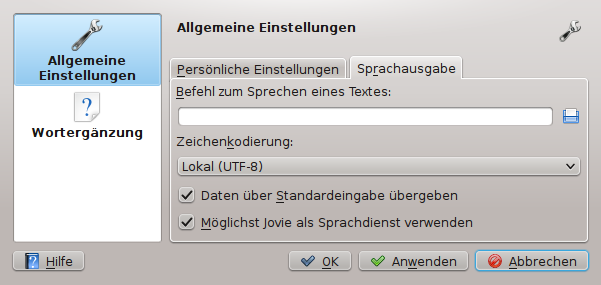 Allgemeine Einstellungen
Allgemeine
Einstellungen
Wortergänzung
Persönliche Einstellungen
Sprachausgabe
Befehl zum Sprechen eines Textes:
Zeichenkodierung:
Lokal (UTF-8)
Daten über Standardeingabe übergeben
Möglichst Jovie als Sprachdienst verwenden
Hilfe
OK
Anwenden
Abbrechen